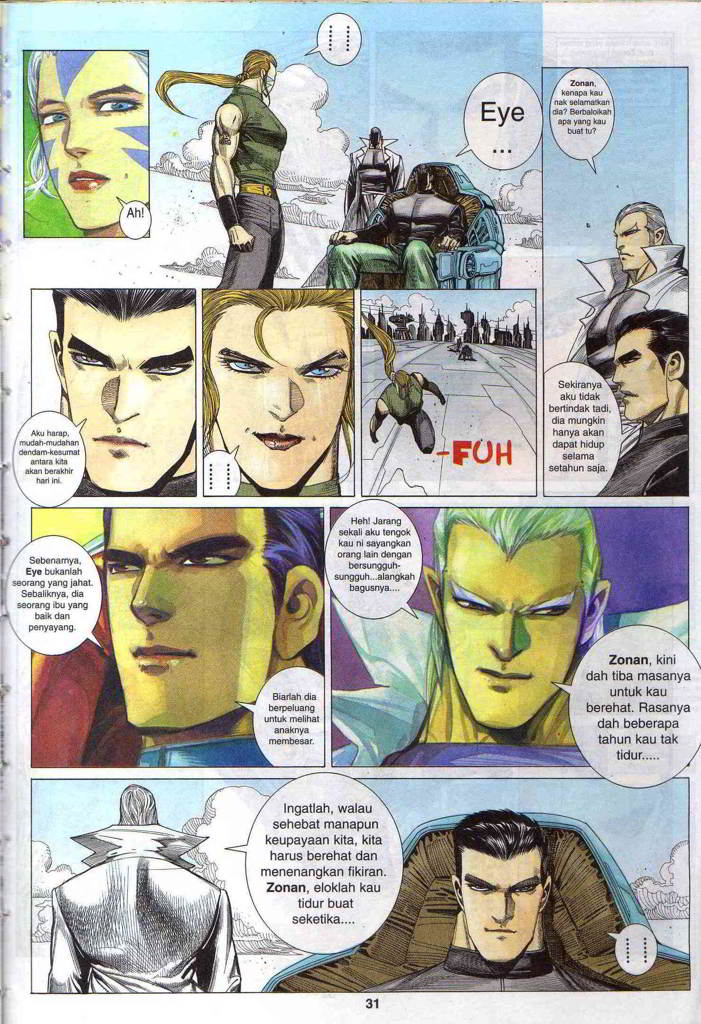 ! !
Ah!
Eye
...
Zonan,
kenapa kau
nak selamatkan
dia? Berbaloikah
apa yang kau
buat tu?
Sekiranya
aku tidak
bertindak tadi,
dia mungkin
hanya akan
dapat hidup
selama
setahun saja.
Aku harap,
mudah-mudahan
dendam-kesumat
antara kita
akan berakhir
hari ini.
-FUH
Sebenarnya,
Eye bukanlah
seorang yang jahat.
Sebaliknya, dia
seorang ibu yang
baik dan
penyayang.
Biarlah dia
berpeluang
untuk melihat
anaknya
membesar.
Heh! Jarang
sekali aku tengok
kau ni sayangkan
orang lain dengan
bersungguh-
sungguh...alangkah
bagusnya....
Zonan, kini
dah tiba masanya
untuk kau
berehat. Rasanya
dah beberapa
tahun kau tak
tidur.....
Ingatlah, walau
sehebat manapun
keupayaan kita, kita
harus berehat dan
menenangkan fikiran.
Zonan, eloklah kau
tidur buat
seketika....
31